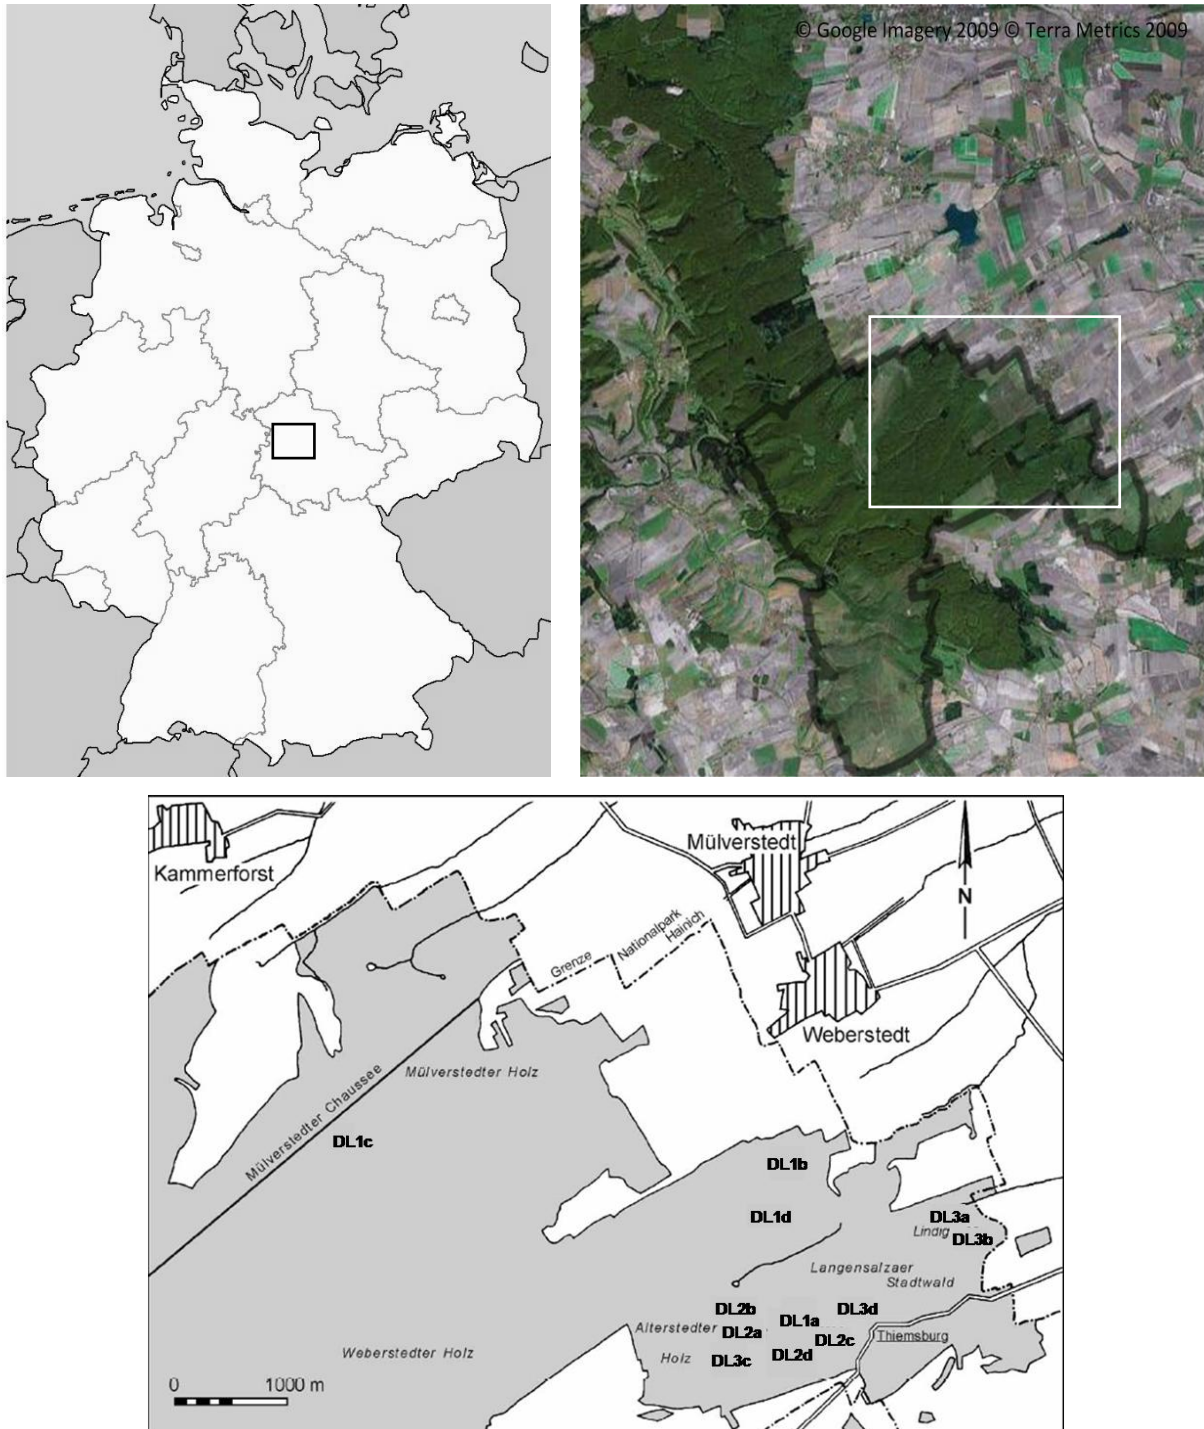 © Google Imagery 2009 © Terra Metrics 2009
Kammerforst
Mülverstedt
N
Grenze Nationalpark
Hainich
Weberstedt
Mülverstedter Holz
Mülverstedter Chaussee
DL1c
DL1b
DL1d
DL3a
Lindig
DL3b
Langensalzaer
Stadtwald
DL2b
DL3d
DL1a
Alterstedter
DL2a
DL2c
Thiemsburg
Weberstedter Holz
Holz
DL3c
DL2d
0 1000 m